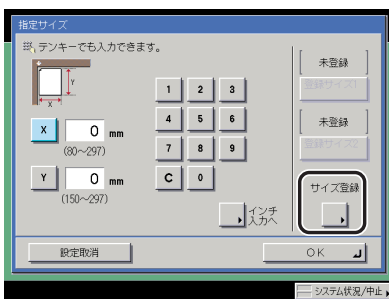 指定サイズ
テンキーでも入力できます。
Y
X
X 0 mm
(80～297)
Y 0 mm
(150～297)
1 2 3
4 5 6
7 8 9
C 0
インチ
入力へ
未登録
登録サイズ1
未登録
登録サイズ2
サイズ登録
設定取消
OK
システム状況/中止